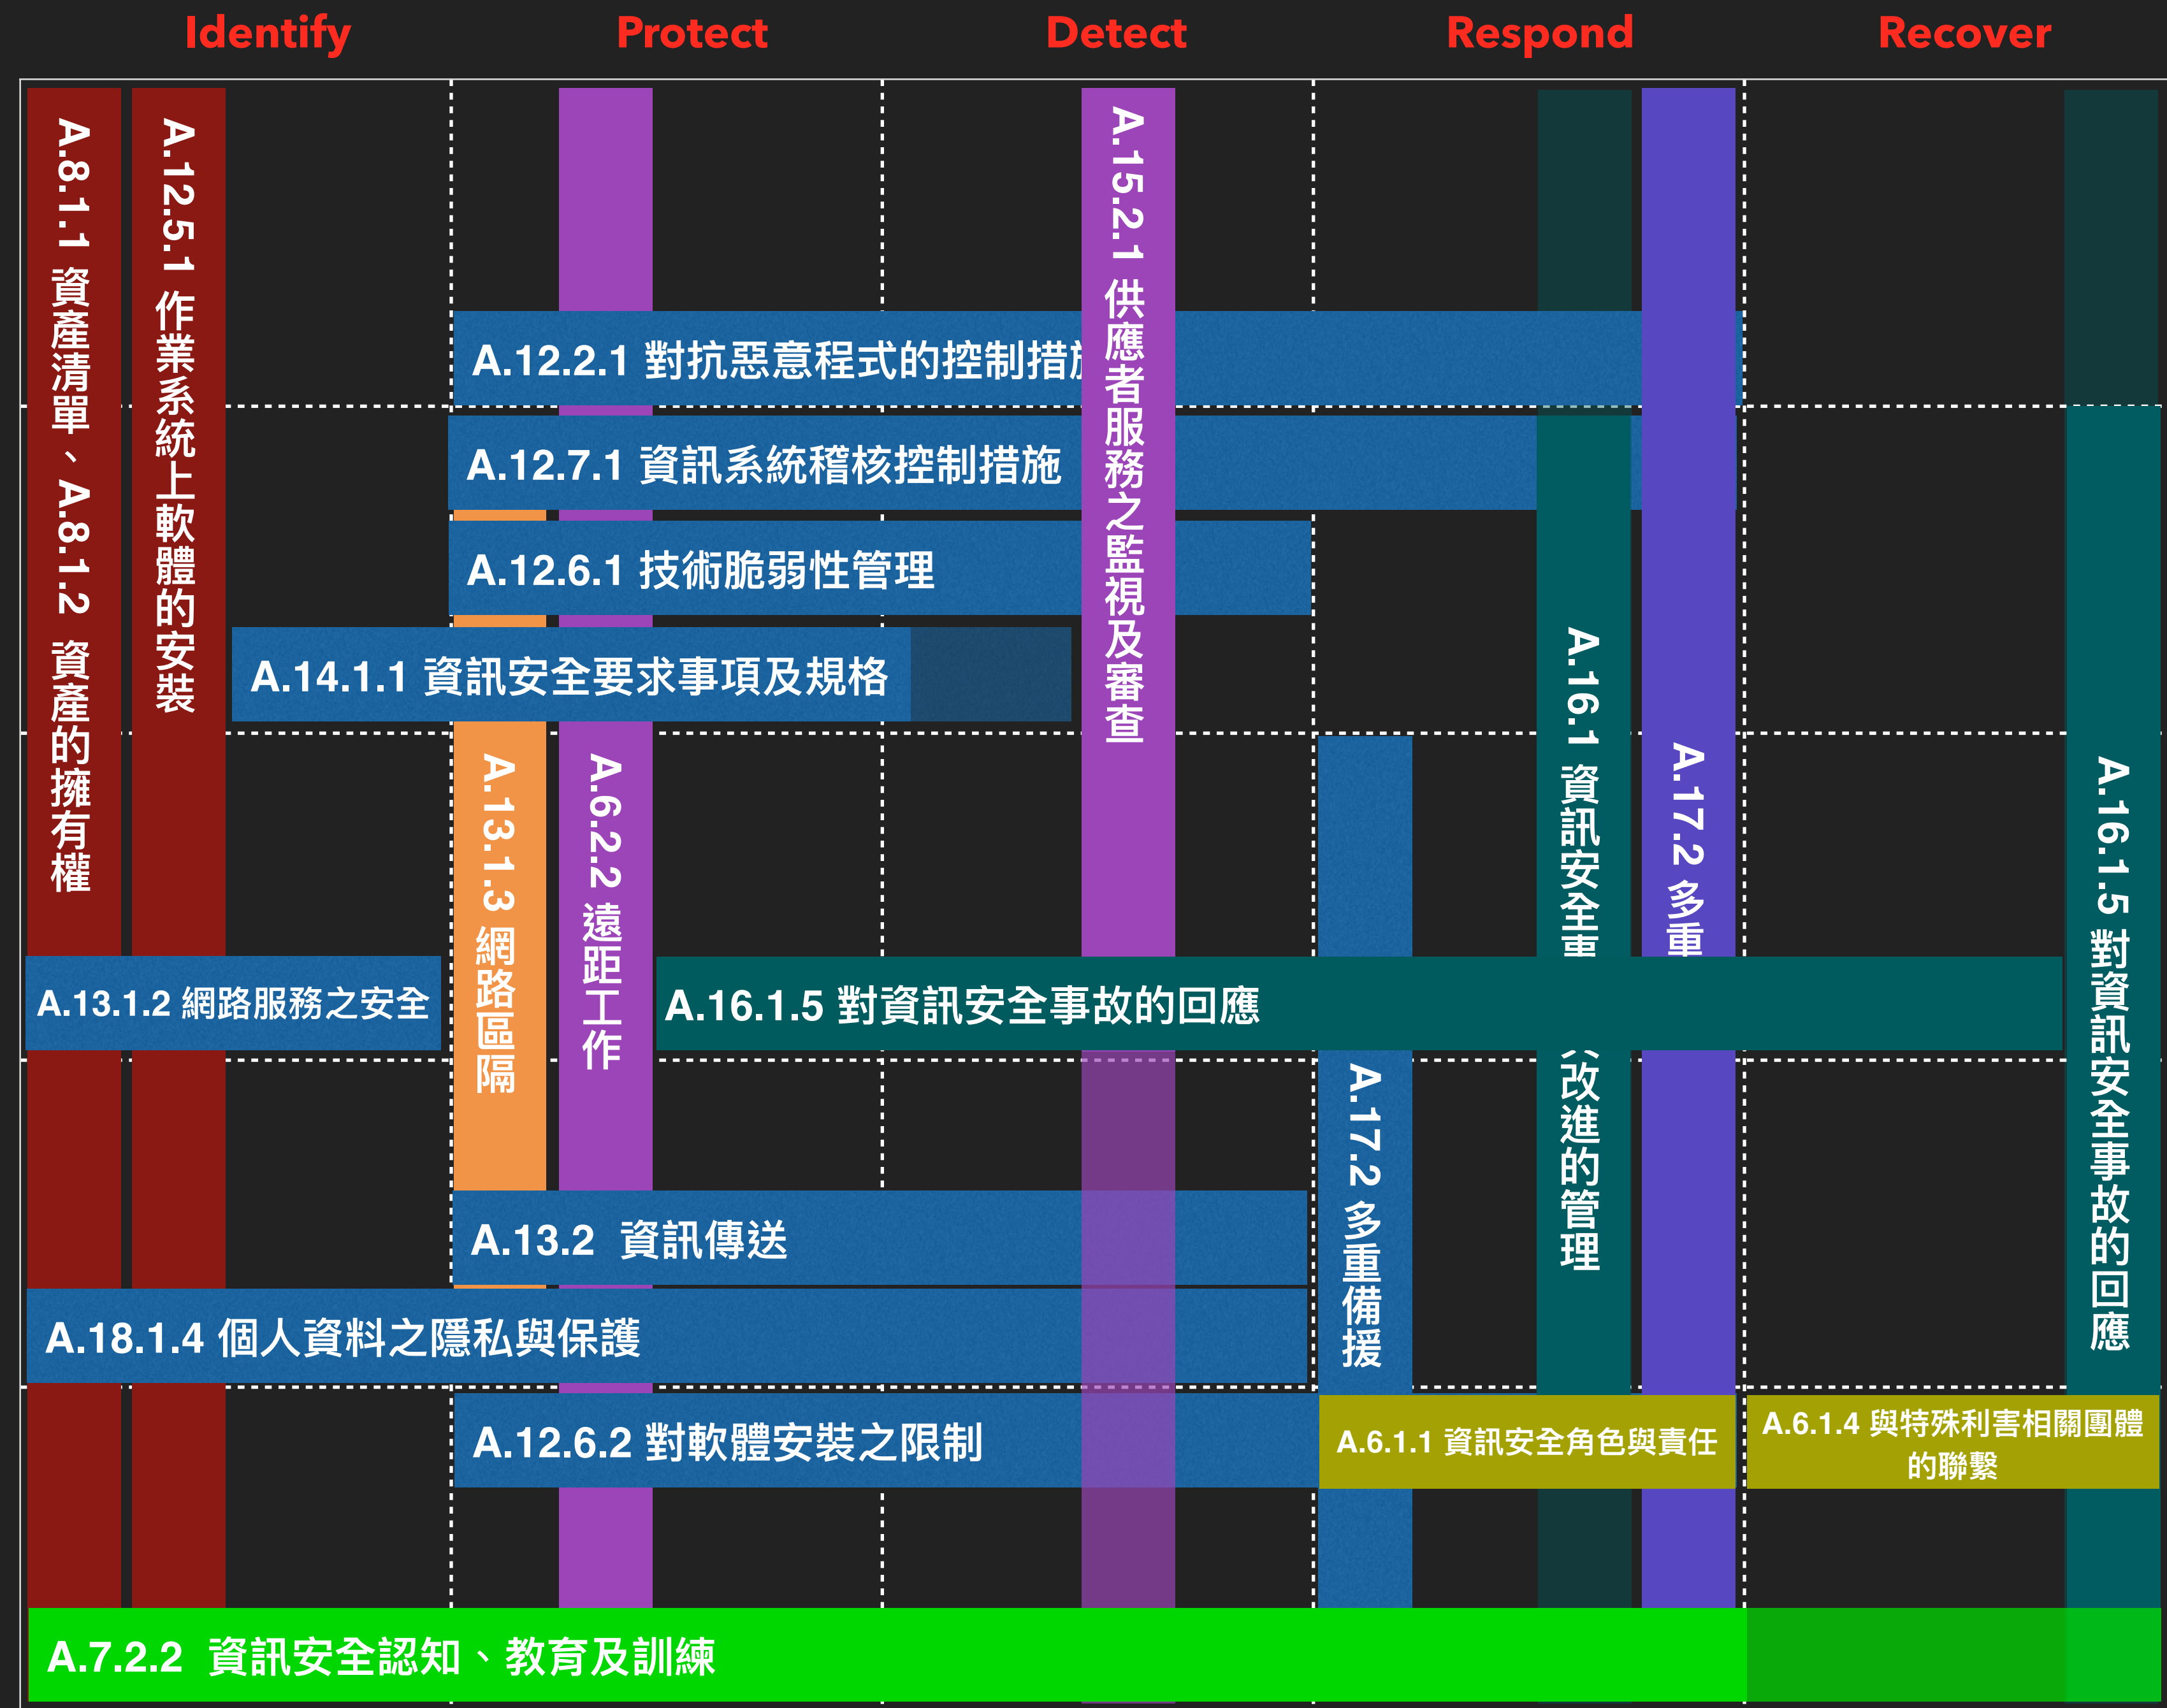 Identify
Protect
Detect
Respond
Recover
A.8.1.1 資產清單、A.8.1.2 資產的擁有權
A.12.5.1 作業系統上軟體的安裝
A.15.2.1 供應者服務之監視及審查
A.12.2.1 對抗惡意程式的控制措
A.12.7.1 資訊系統稽核控制措施
A.12.6.1 技術脆弱性管理
A.14.1.1 資訊安全要求事項及規格
A.13.1.3 網路區隔
A.6.2.2 遠距工作
A.16.1 資訊安全 改進的管理
A.17.2 多重
A.16.1.5 對資訊安全事故的回應
A.13.1.2 網路服務之安全
A.16.1.5 對資訊安全事故的回應
A.17.2 多重備援
A.13.2 資訊傳送
A.18.1.4 個人資料之隱私與保護
A.12.6.2 對軟體安裝之限制
A.6.1.1 資訊安全角色與責任
A.6.1.4 與特殊利害相關團體
的聯繫
A.7.2.2 資訊安全認知、教育及訓練